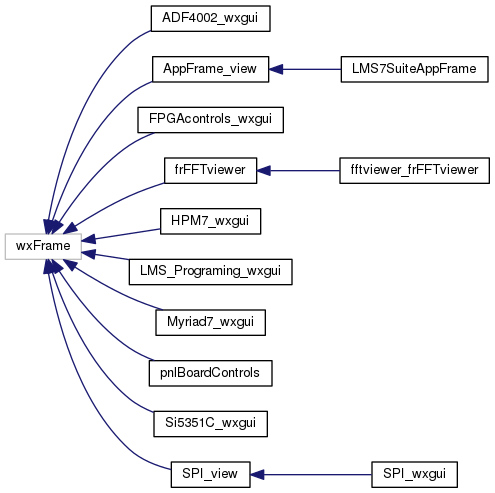 ADF4002_wxgui
AppFrame_view
LMS7SuiteAppFrame
FPGAcontrols_wxgui
frFFTviewer
fftviewer_frFFTviewer
HPM7_wxgui
wxFrame
LMS_Programing_wxgui
Myriad7_wxgui
pnlBoardControls
Si5351C_wxgui
SPI_view
SPI_wxgui